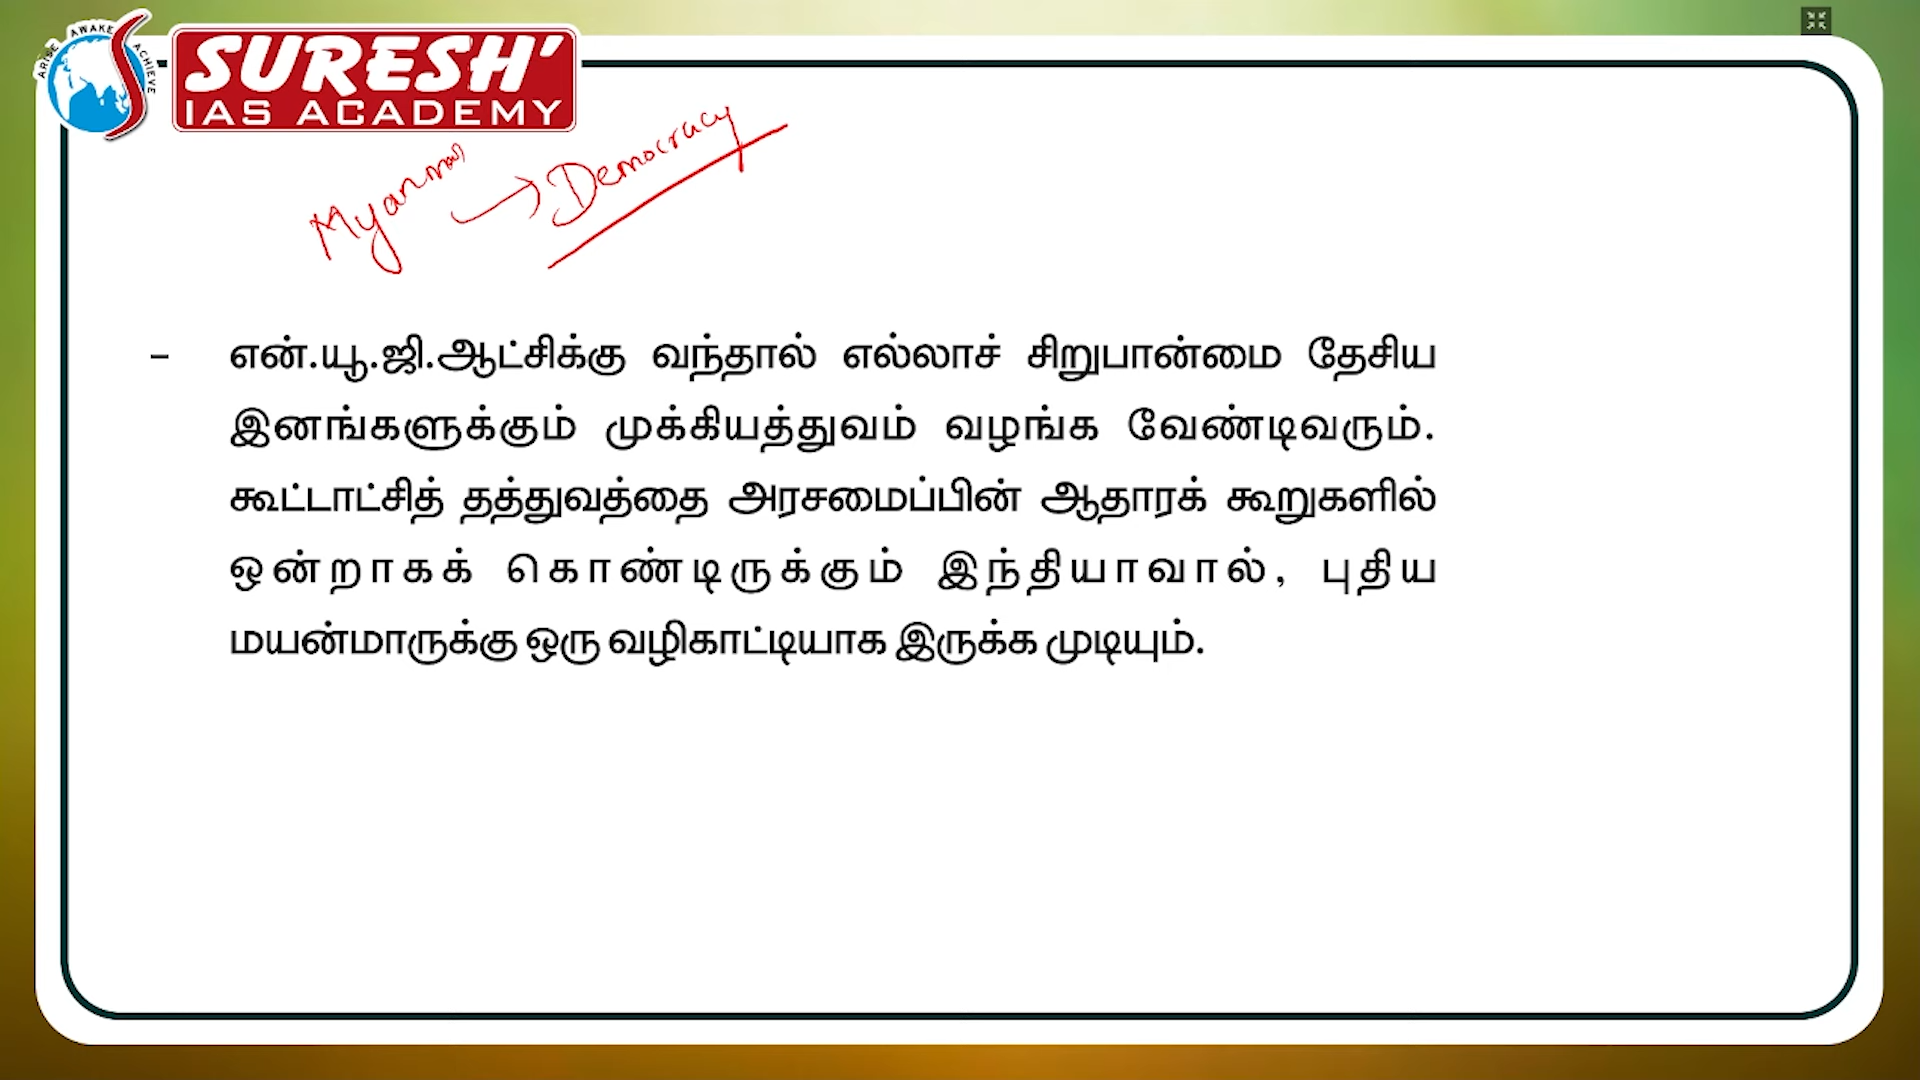 ARISE AWAKE ACHIEVE
SURESH'
IAS ACADEMY
Myanmar → Democracy
- என்.யூ.ஜி.ஆட்சிக்கு வந்தால் எல்லாச் சிறுபான்மை தேசிய
இனங்களுக்கும் முக்கியத்துவம் வழங்க வேண்டிவரும்.
கூட்டாட்சித் தத்துவத்தை அரசமைப்பின் ஆதாரக் கூறுகளில்
ஒன்றாகக் கொண்டிருக்கும் இந்தியாவால், புதிய
மயன்மாருக்கு ஒரு வழிகாட்டியாக இருக்க முடியும்.